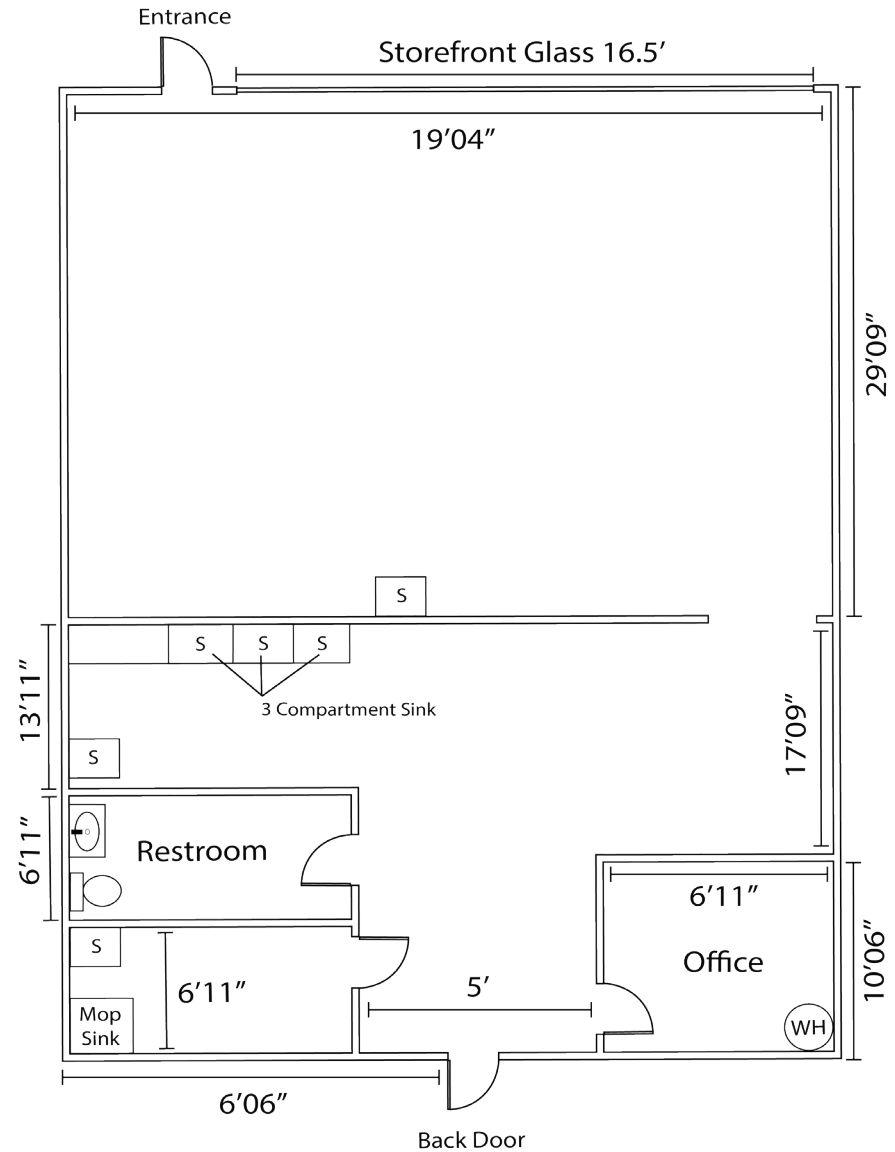 Entrance
Storefront Glass 16.5’
19’04”
29’09”
S
S
S
S
3 Compartment Sink
13’11”
17’09”
S
6’11”
Restroom
6’11”
Office
10’06”
S
6’11”
5’
Mop
Sink
WH
6’06”
Back Door